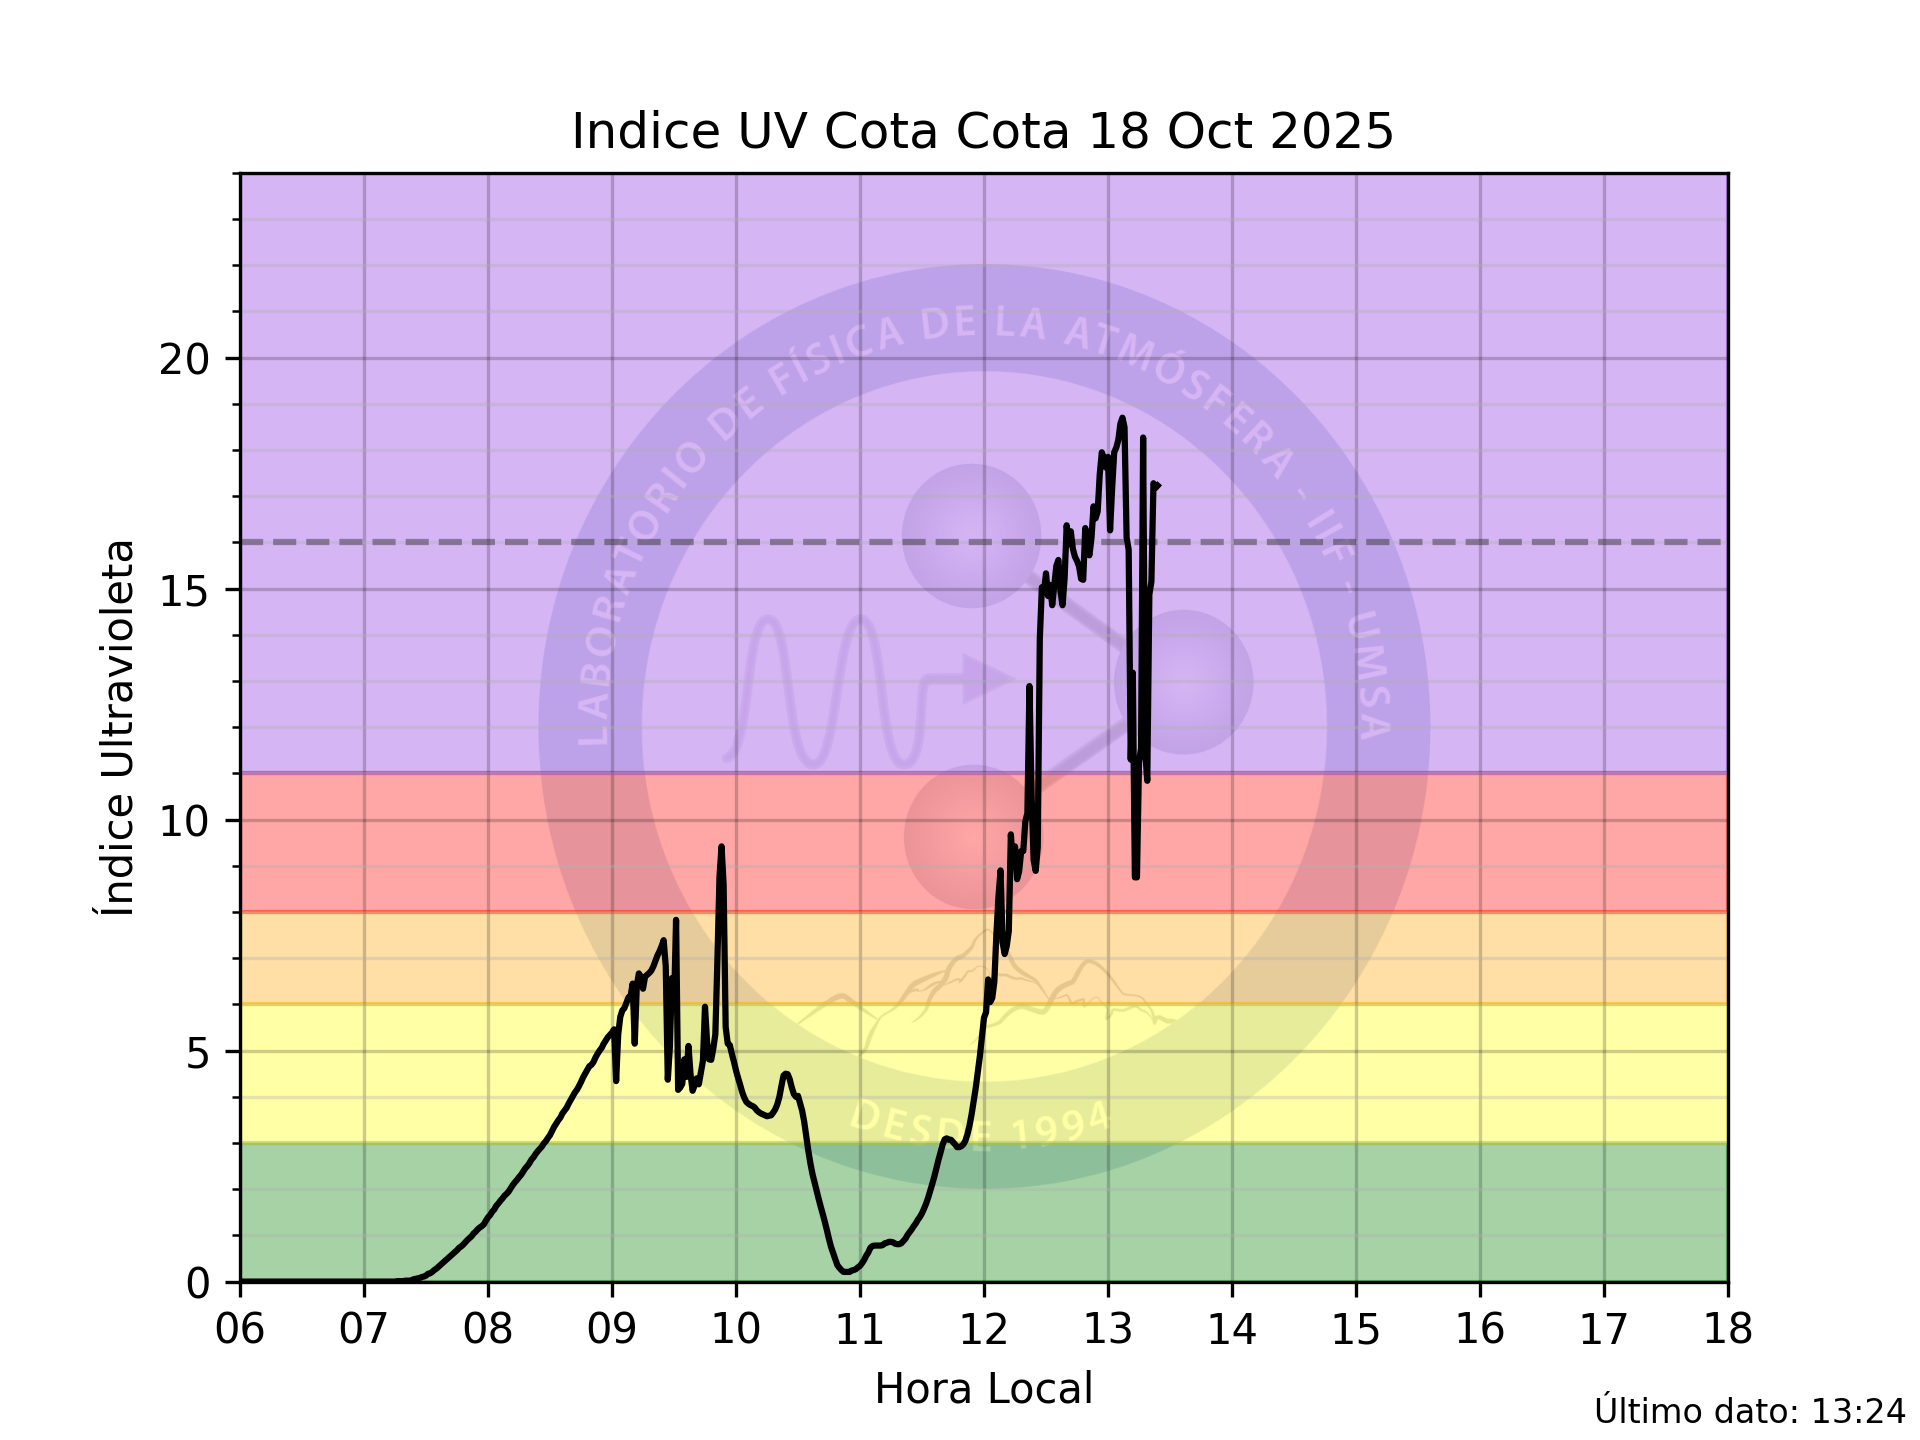 Indice UV Cota Cota 18 Oct 2025
Índice Ultravioleta
20
15
10
5
0
LABORATORIO DE FÍSICA DE LA ATMÓSFERA - IIF - UMSA
DESDE 1994
06 07 08 09 10 11 12 13 14 15 16 17 18
Hora Local
Último dato: 13:24